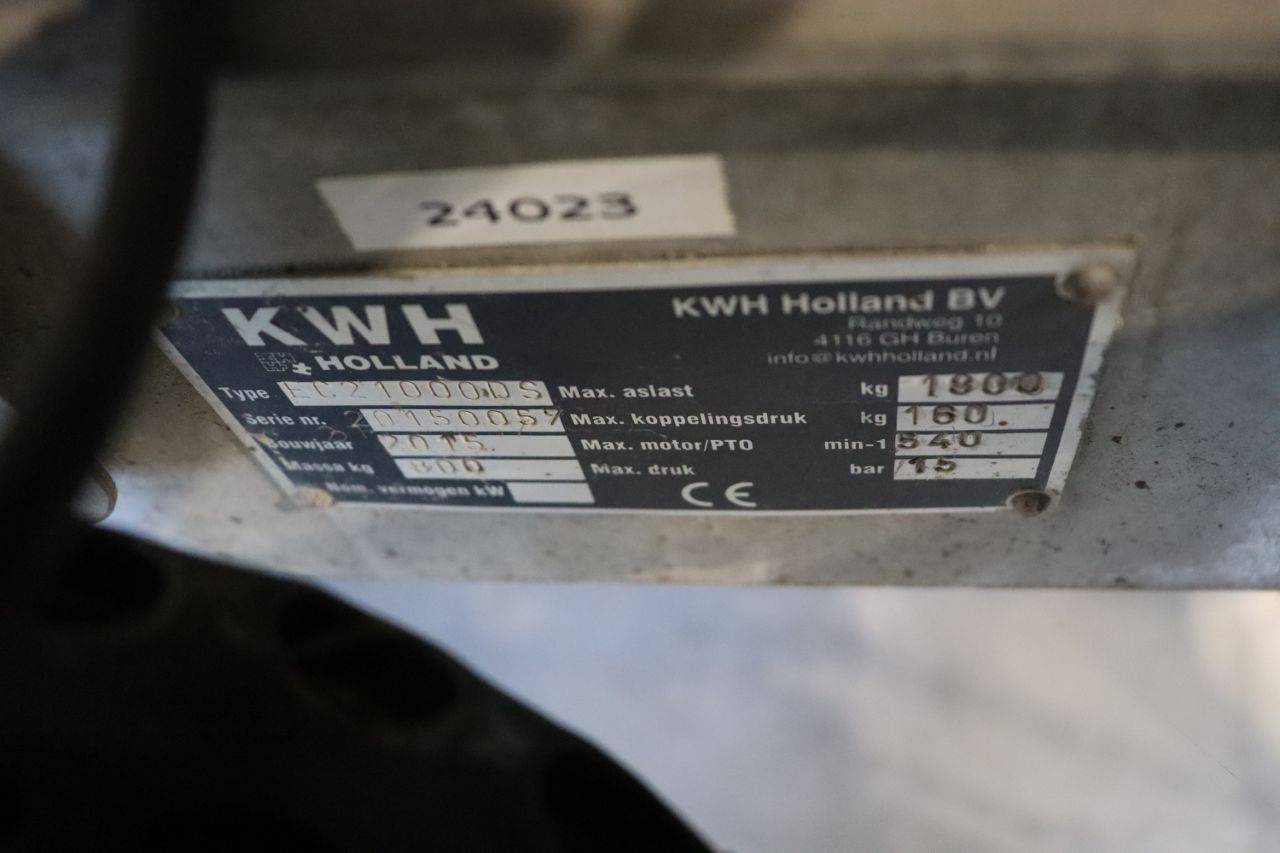 24023
KWH
HOLLAND
KWH Holland BV
Randweg 10
4116 GH Buren
info@kwhholland.nl
Type EC21000DS
Serie nr. 20150057
Bouwjaar 2015
Massa kg 800
Nom. vermogen kW
Max. aslast kg 1800
Max. koppelingsdruk kg 160
Max. motor/PTO min-1 540
Max. druk bar 15
CE